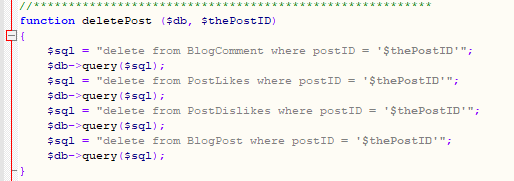 //*********************************************************
function deletePost ($db, $thePostID)
{
$sql = "delete from BlogComment where postID = '$thePostID'";
$db->query($sql);
$sql = "delete from PostLikes where postID = '$thePostID'";
$db->query($sql);
$sql = "delete from PostDislikes where postID = '$thePostID'";
$db->query($sql);
$sql = "delete from BlogPost where postID = '$thePostID'";
$db->query($sql);
}